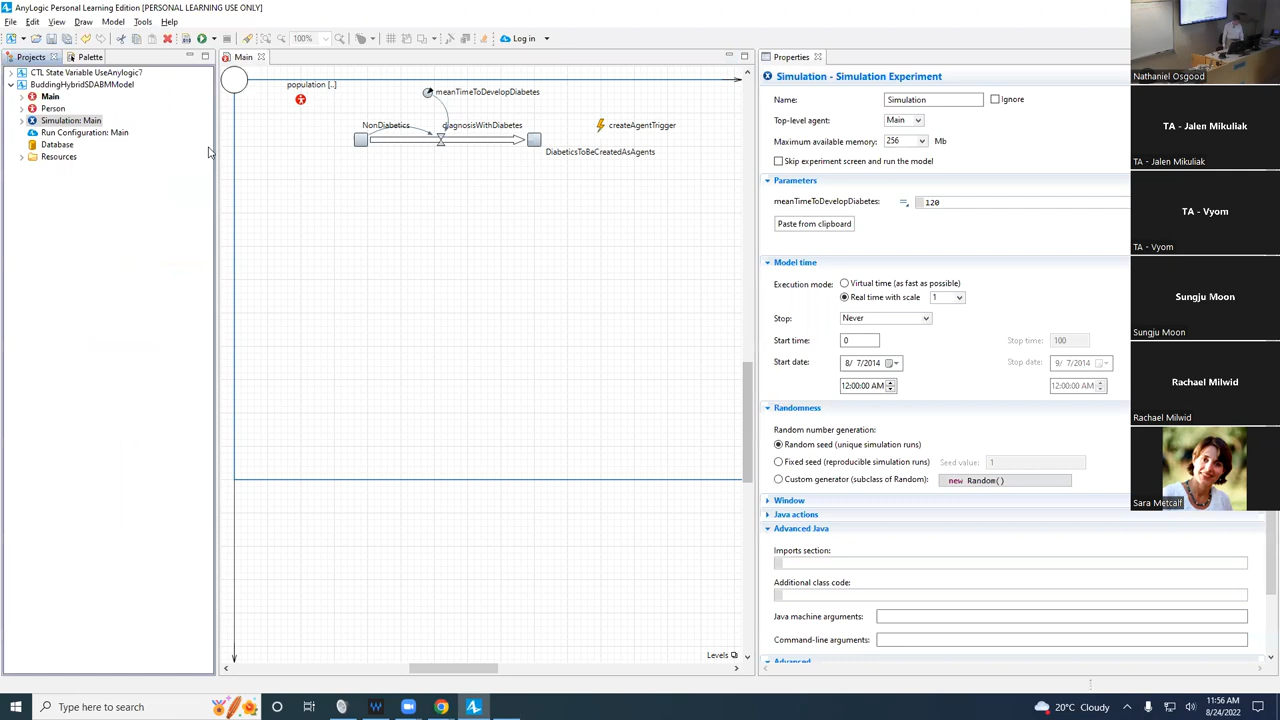 AnyLogic Personal Learning Edition [PERSONAL LEARNING USE ONLY]
File Edit View Draw Model Tools Help
100% Log in
Projects Palette
CTL State Variable UseAnylogic7
BuddingHybridSDABMModel
Main
Person
Simulation: Main
Run Configuration: Main
Database
Resources
Main
population [..]
meanTimeToDevelopDiabetes
NonDiabetics
diagnosisWithDiabetes
createAgentTrigger
DiabeticsToBeCreatedAsAgents
Levels
Properties
Simulation - Simulation Experiment
Name: Simulation Ignore
Top-level agent: Main
Maximum available memory: 256 Mb
Skip experiment screen and run the model
Parameters
meanTimeToDevelopDiabetes: 120
Paste from clipboard
Model time
Execution mode: Virtual time (as fast as possible)
Real time with scale 1
Stop: Never
Start time: 0 Stop time: 100
Start date: 8/ 7/2014 Stop date: 9/ 7/2014
12:00:00 AM 12:00:00 AM
Randomness
Random number generation:
Random seed (unique simulation runs)
Fixed seed (reproducible simulation runs) Seed value: 1
Custom generator (subclass of Random): new Random()
Window
Java actions
Advanced Java
Imports section:
Additional class code:
Java machine arguments:
Command-line arguments:
Advanced
Nathaniel Osgood
TA - Jalen Mikuliak
TA - Jalen Mikuliak
TA - Vyom
TA - Vyom
Sungju Moon
Sungju Moon
Rachael Milwid
Rachael Milwid
Sara Metcalf
Type here to search
20°C Cloudy
11:56 AM
8/24/2022